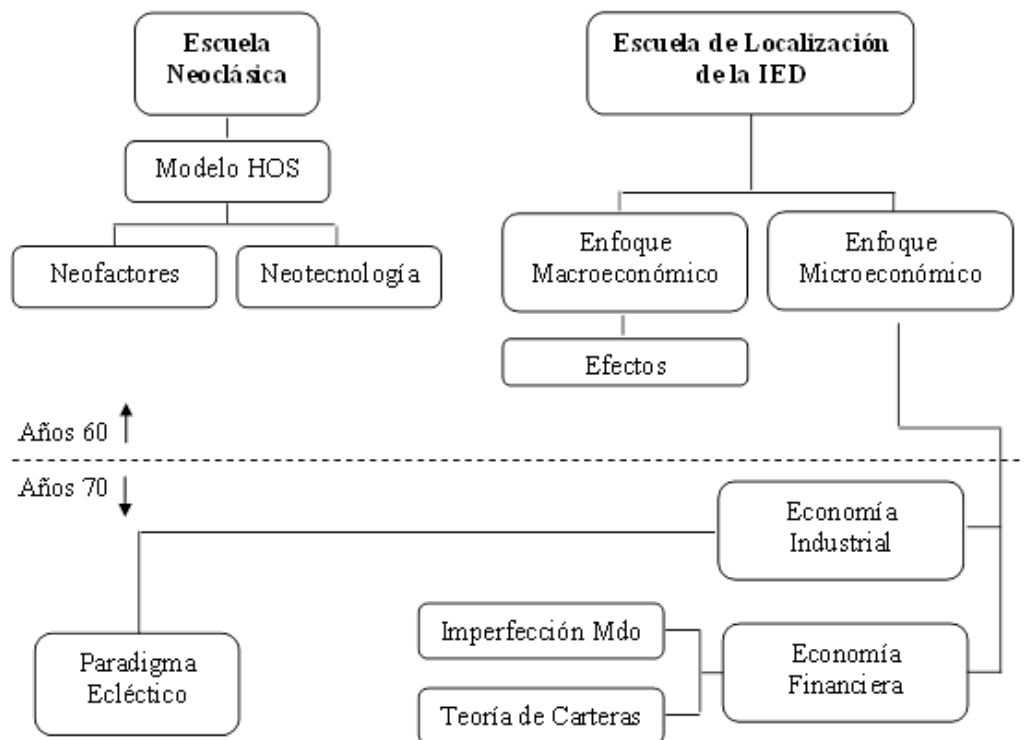 Escuela
Neoclásica
Escuela de Localización
de la IED
Modelo HOS
Neofactores
Neotecnología
Enfoque
Macroeconómico
Enfoque
Microeconómico
Efectos
Años 60
Años 70
Economía
Industrial
Imperfección Mdo
Paradigma
Ecléctico
Economía
Financiera
Teoría de Carteras